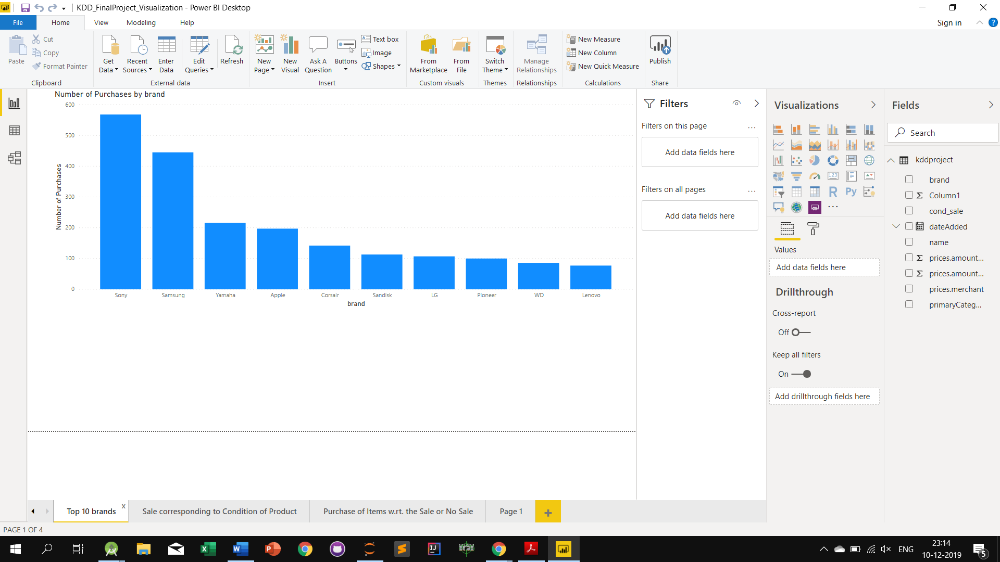 KDD_FinalProject_Visualization - Power BI Desktop
File Home View Modeling Help Sign in ?
Paste
Cut
Copy
Format Painter
Clipboard
Get Data
Recent Sources
Enter Data
Edit Queries
Refresh
External data
New Page
New Visual
Ask A Question
Buttons
Text box
Image
Shapes
Insert
From Marketplace
From File
Custom visuals
Switch Theme
Themes
Manage Relationships
Relationships
New Measure
New Column
New Quick Measure
Calculations
Publish
Share
Number of Purchases by brand
Number of Purchases
600
500
400
300
200
100
0
Sony Samsung Yamaha Apple Corsair Sandisk LG Pioneer WD Lenovo
brand
Filters
Filters on this page ...
Add data fields here
Filters on all pages ...
Add data fields here
Visualizations
123
R
Py
...
Values
Add data fields here
Drillthrough
Cross-report
Off
Keep all filters
On
Add drillthrough fields here
Fields
Search
kddproject
brand
Σ Column1
cond_sale
dateAdded
name
Σ prices.amount...
Σ prices.amount...
prices.merchant
primaryCateg...
Top 10 brands x
Sale corresponding to Condition of Product
Purchase of Items w.rt. the Sale or No Sale
Page 1
+
PAGE 1 OF 4
ENG
23:14
10-12-2019
5